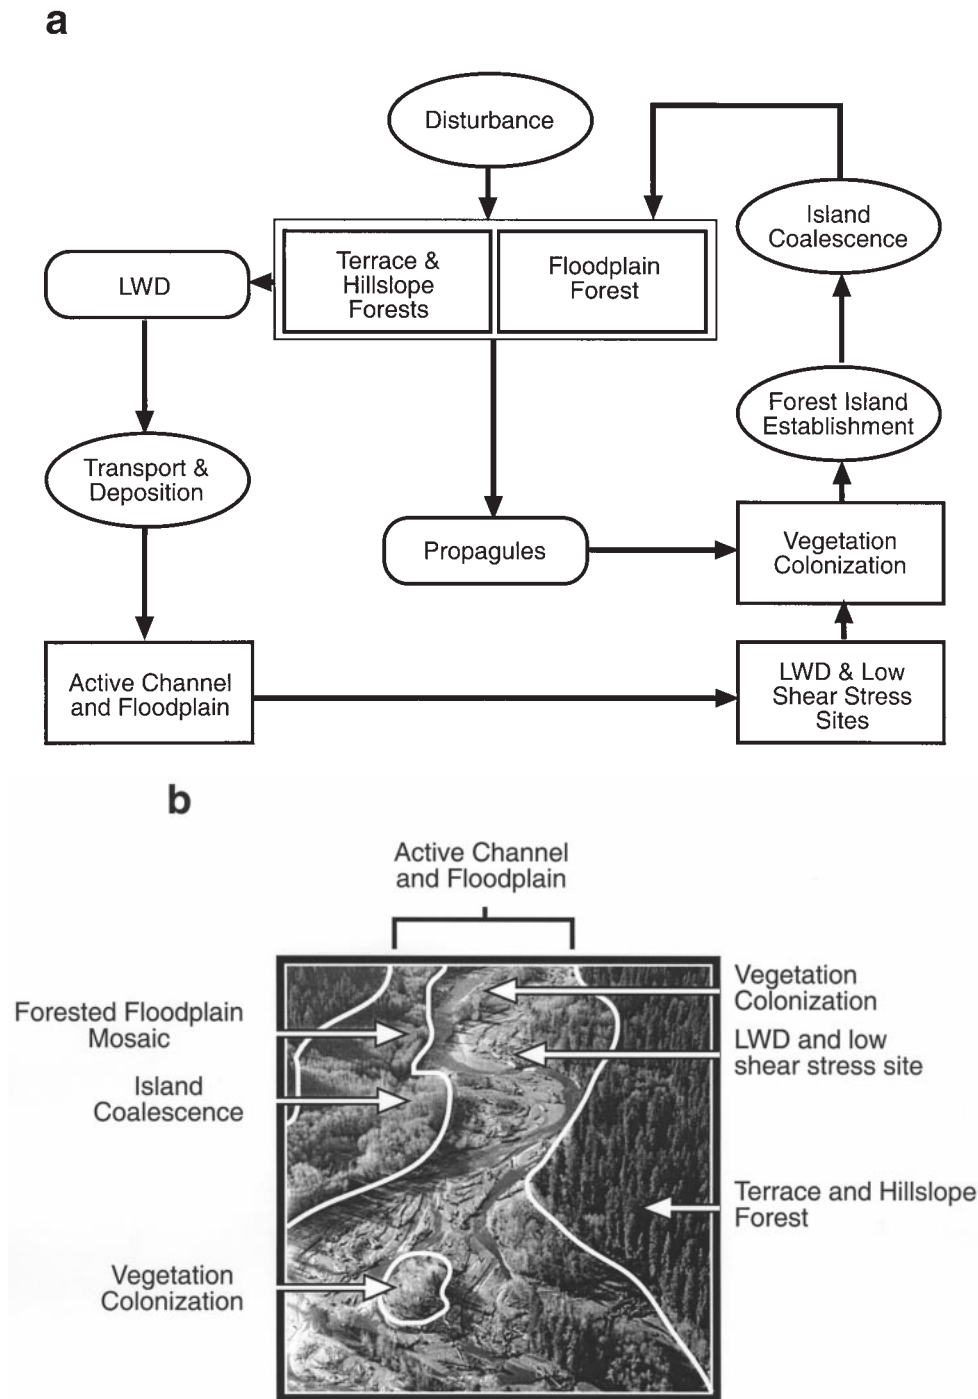 a
Disturbance
Island
Coalescence
Terrace &
Hillslope
Forests
Floodplain
Forest
LWD
Forest Island
Establishment
Transport &
Deposition
Propagules
Vegetation
Colonization
Active Channel
and Floodplain
LWD & Low
Shear Stress
Sites
b
Active Channel
and Floodplain
Forested Floodplain
Mosaic
Island
Coalescence
Vegetation
Colonization
Vegetation
Colonization
LWD and low
shear stress site
Terrace and Hillslope
Forest